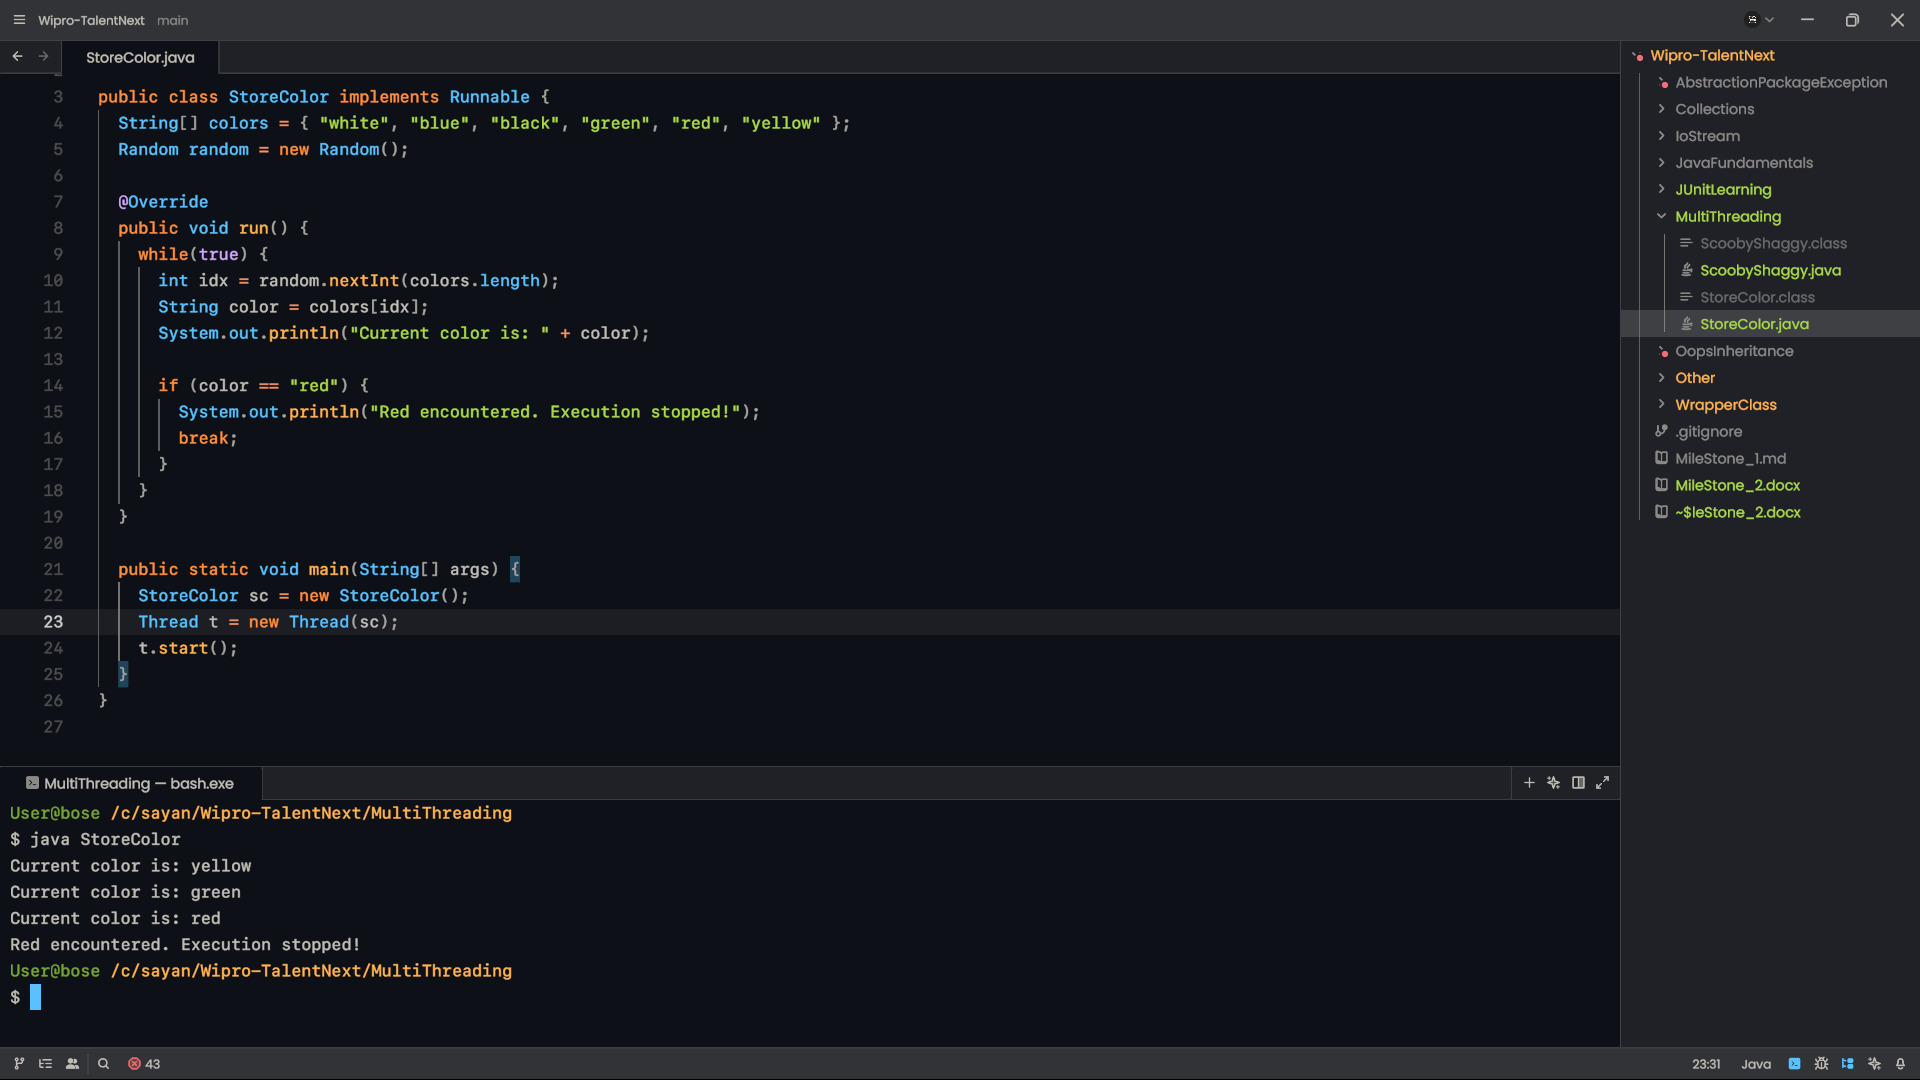 Wipro-TalentNext main
StoreColor.java
3 public class StoreColor implements Runnable {
4 String[] colors = { "white", "blue", "black", "green", "red", "yellow" };
5 Random random = new Random();
6
7 @Override
8 public void run() {
9 while(true) {
10 int idx = random.nextInt(colors.length);
11 String color = colors[idx];
12 System.out.println("Current color is: " + color);
13
14 if (color == "red") {
15 System.out.println("Red encountered. Execution stopped!");
16 break;
17 }
18 }
19 }
20
21 public static void main(String[] args) {
22 StoreColor sc = new StoreColor();
23 Thread t = new Thread(sc);
24 t.start();
25 }
26 }
27
MultiThreading — bash.exe
User@bose /c/sayan/Wipro-TalentNext/MultiThreading
$ java StoreColor
Current color is: yellow
Current color is: green
Current color is: red
Red encountered. Execution stopped!
User@bose /c/sayan/Wipro-TalentNext/MultiThreading
$
Wipro-TalentNext
AbstractionPackageException
Collections
IoStream
JavaFundamentals
JUnitLearning
MultiThreading
ScoobyShaggy.class
ScoobyShaggy.java
StoreColor.class
StoreColor.java
OopsInheritance
Other
WrapperClass
.gitignore
MileStone_1.md
MileStone_2.docx
~$leStone_2.docx
43
23:31 Java